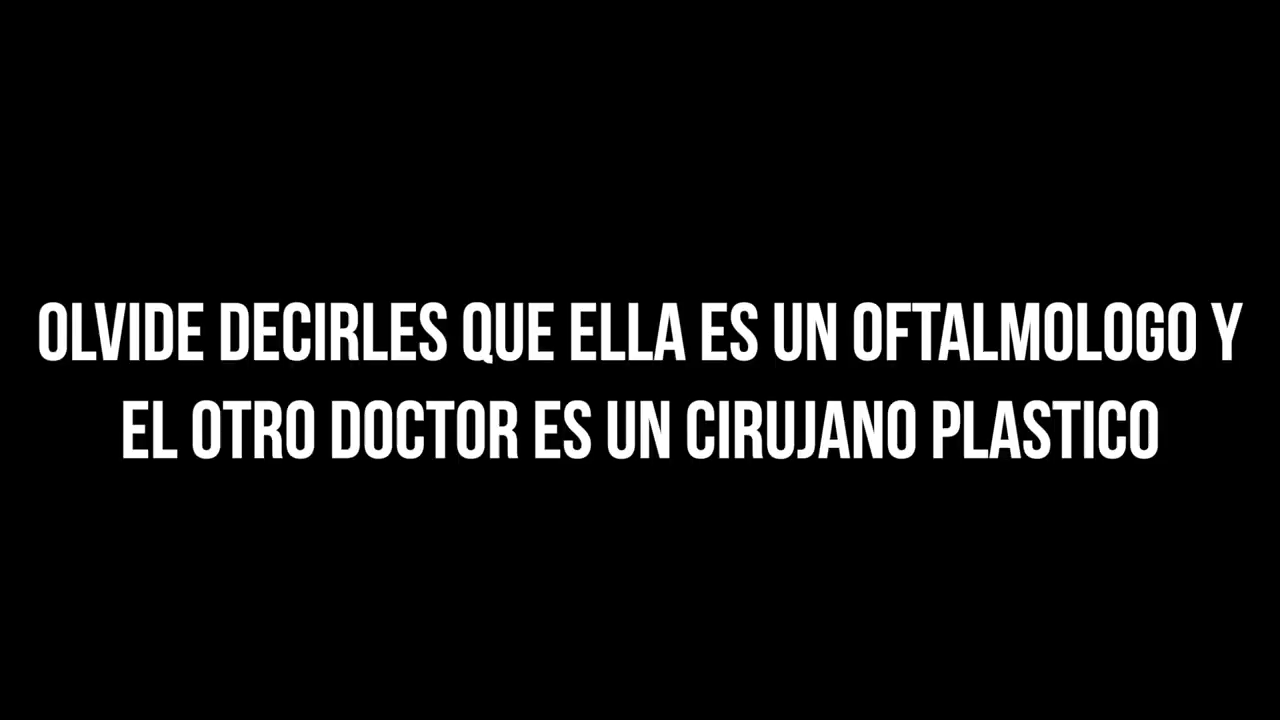 OLVIDE DECIRLES QUE ELLA ES UN OFTALMOLOGO Y
EL OTRO DOCTOR ES UN CIRUJANO PLASTICO